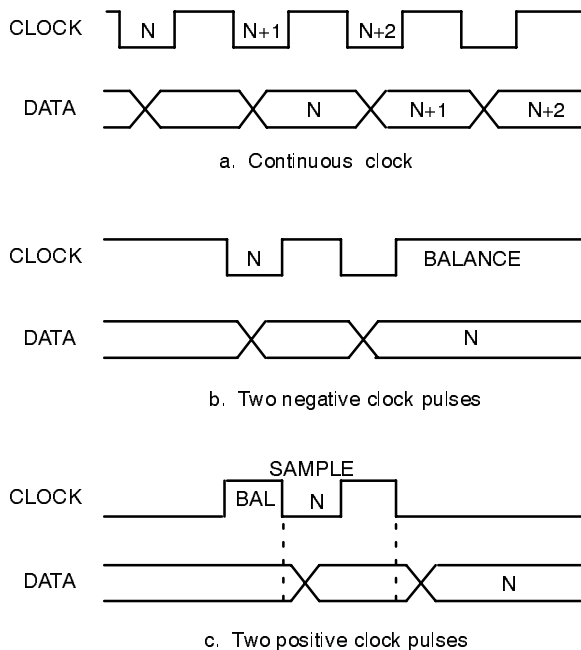 CLOCK N N+1 N+2
DATA N N+1 N+2
a. Continuous clock
CLOCK N BALANCE
DATA N
b. Two negative clock pulses
SAMPLE
CLOCK BAL N
DATA N
c. Two positive clock pulses